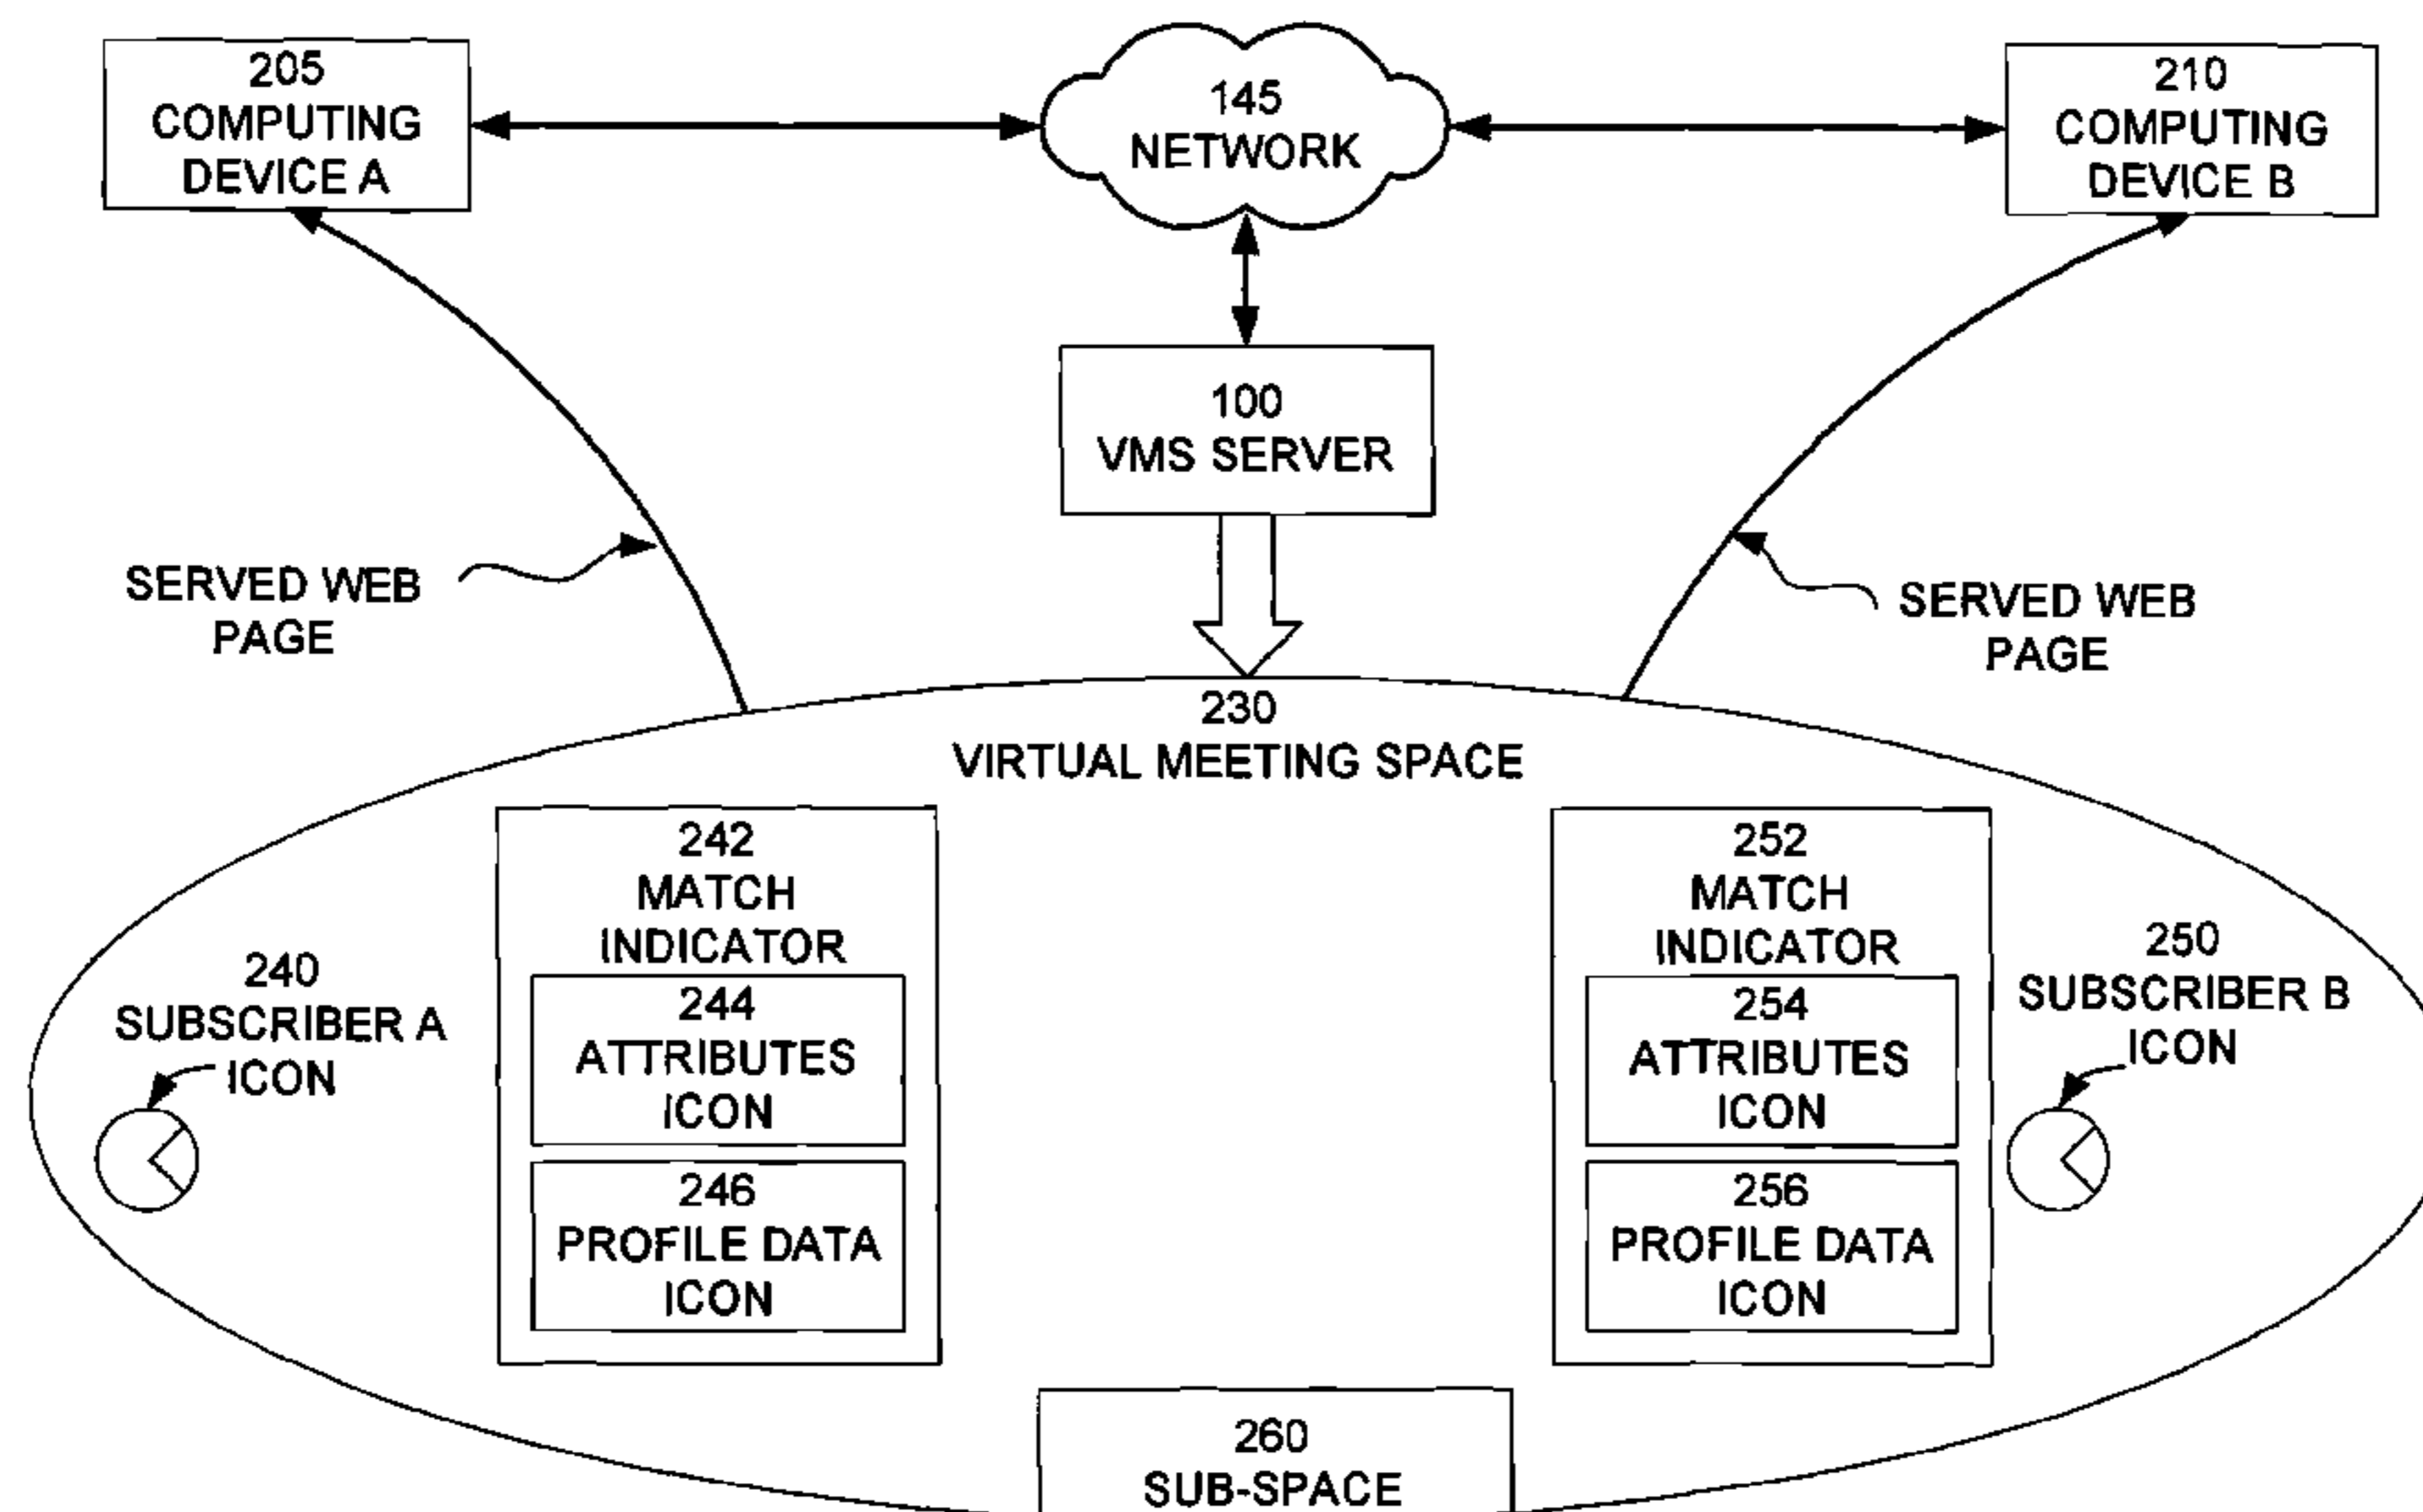 205
COMPUTING
DEVICE A
145
NETWORK
210
COMPUTING
DEVICE B
100
VMS SERVER
SERVED WEB
PAGE
SERVED WEB
PAGE
230
VIRTUAL MEETING SPACE
240
SUBSCRIBER A
ICON
242
MATCH
INDICATOR
244
ATTRIBUTES
ICON
246
PROFILE DATA
ICON
252
MATCH
INDICATOR
254
ATTRIBUTES
ICON
256
PROFILE DATA
ICON
250
SUBSCRIBER B
ICON
260
SUB-SPACE